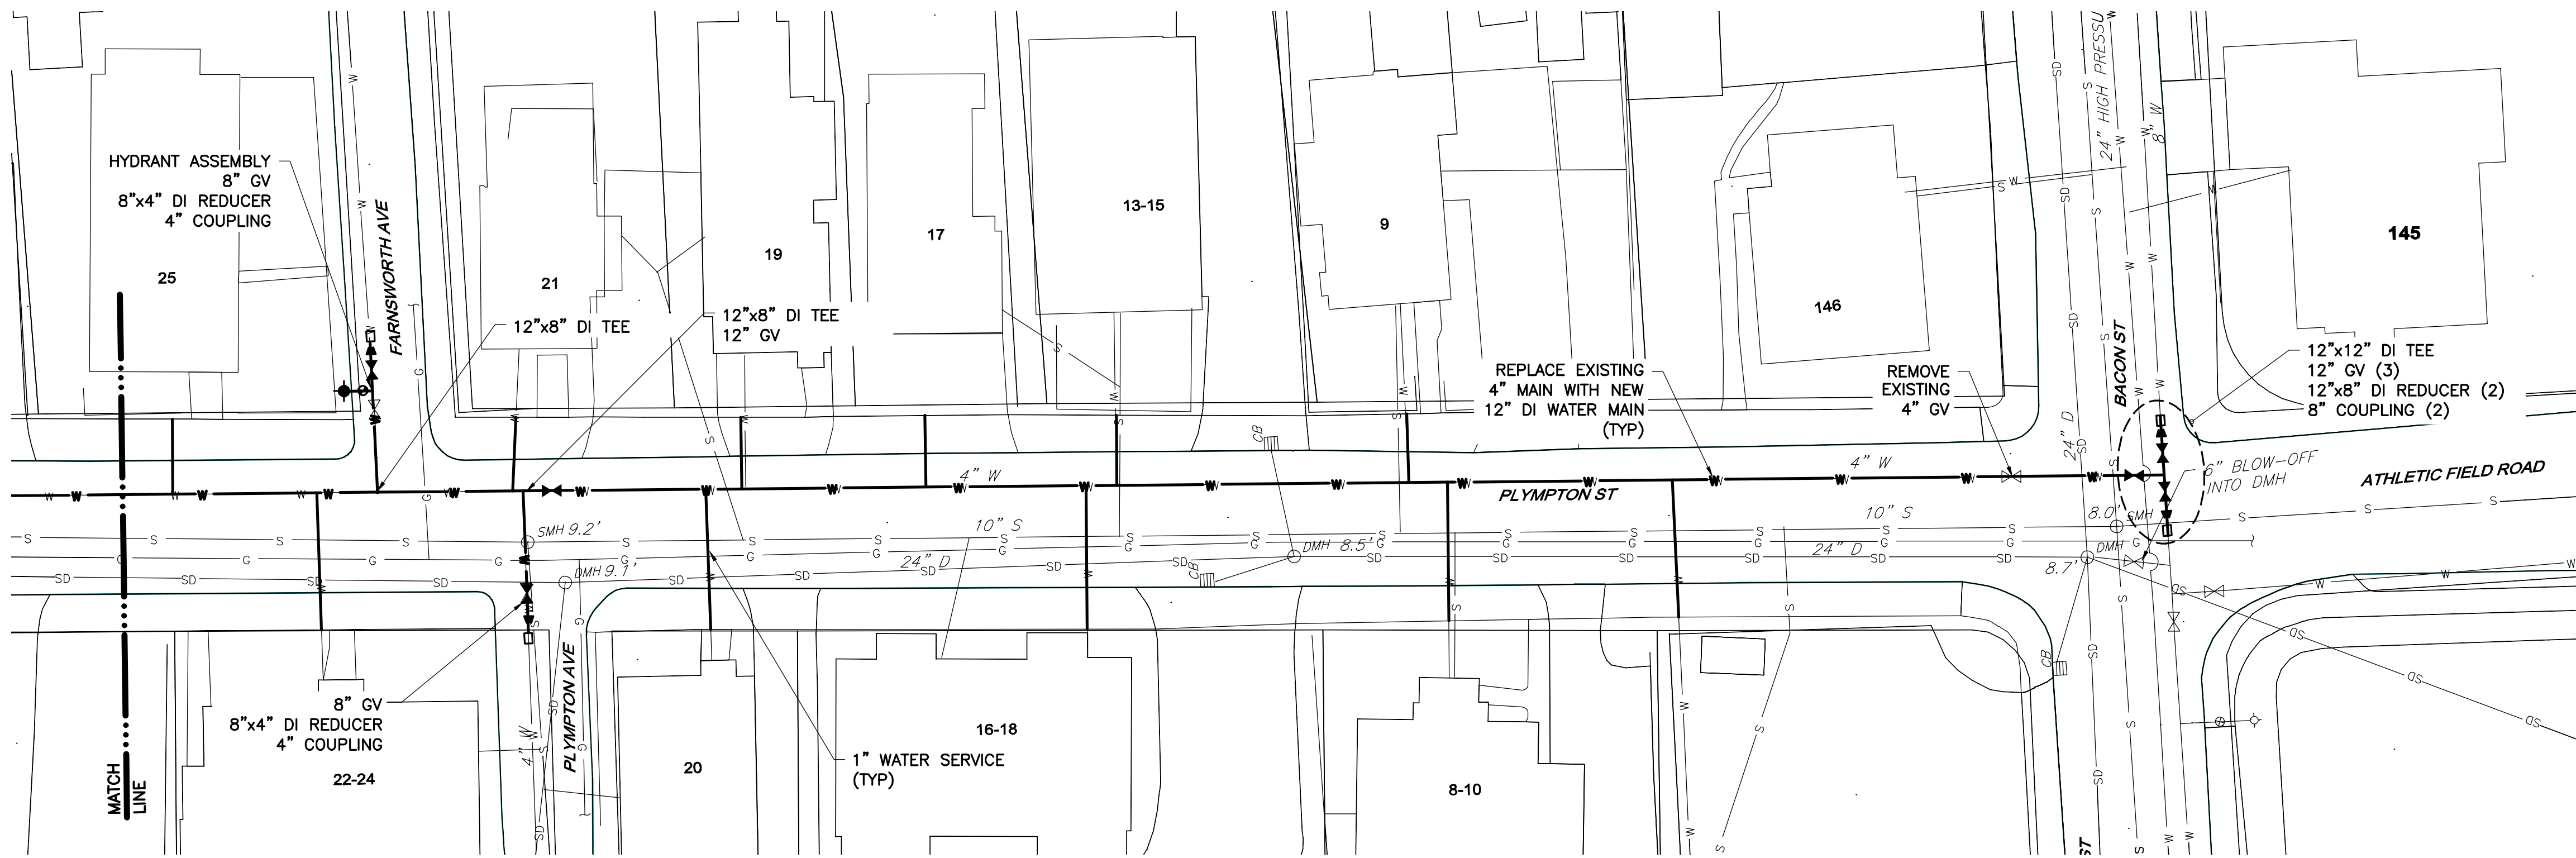 24" HIGH PRESSU
8" W
HYDRANT ASSEMBLY
8" GV
8"x4" DI REDUCER
4" COUPLING
FARNSWORTH AVE
25
21
19
17
13-15
9
146
145
12"x8" DI TEE
12"x8" DI TEE
12" GV
REPLACE EXISTING
4" MAIN WITH NEW
12" DI WATER MAIN
(TYP)
REMOVE
EXISTING
4" GV
BACON ST
12"x12" DI TEE
12" GV (3)
12"x8" DI REDUCER (2)
8" COUPLING (2)
24" D
CB
4" W
4" W
PLYMPTON ST
6" BLOW-OFF
INTO DMH
ATHLETIC FIELD ROAD
SMH 9.2'
10" S
10" S
8.0'
SMH
DMH 9.1'
24" D
CB
DMH 8.5'
24" D
DMH
8.7'
8" GV
8"x4" DI REDUCER
4" COUPLING
22-24
4" W
PLYMPTON AVE
20
16-18
1" WATER SERVICE
(TYP)
8-10
CB
MATCH
LINE
ST